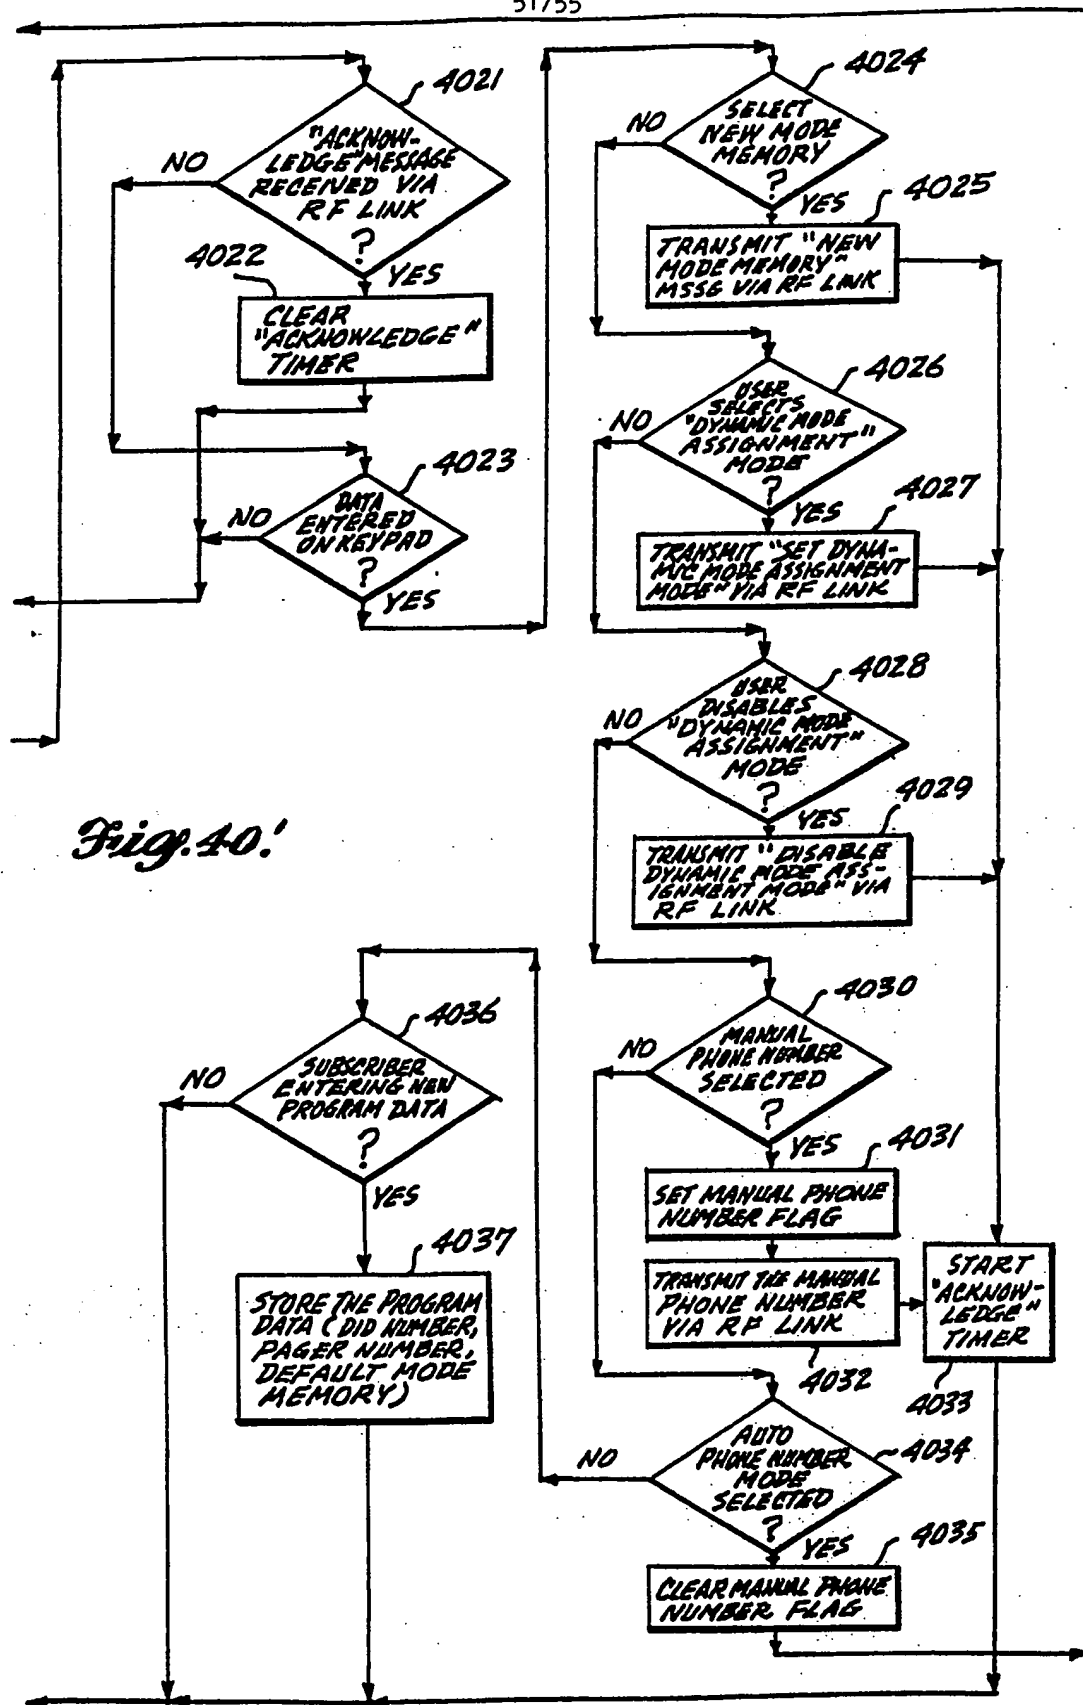 51/55
4021
"ACKNOW-
LEDGE" MESSAGE
RECEIVED VIA
RF LINK
?
NO
YES
4022
CLEAR
"ACKNOWLEDGE"
TIMER
4023
DATA
ENTERED
ON KEYPAD
?
NO
YES
4024
SELECT
NEW MODE
MEMORY
?
NO
YES
4025
TRANSMIT "NEW
MODE MEMORY"
MSSG VIA RF LINK
4026
USER
SELECTS
"DYNAMIC MODE
ASSIGNMENT"
MODE
?
NO
YES
4027
TRANSMIT "SET DYNA-
MIC MODE ASSIGNMENT
MODE" VIA RF LINK
4028
USER
DISABLES
"DYNAMIC MODE
ASSIGNMENT"
MODE
?
NO
YES
4029
TRANSMIT "DISABLE
DYNAMIC MODE ASS-
IGNMENT MODE" VIA
RF LINK
Fig. 40.'
4030
MANUAL
PHONE NUMBER
SELECTED
?
NO
YES
4031
SET MANUAL PHONE
NUMBER FLAG
TRANSMIT THE MANUAL
PHONE NUMBER
VIA RF LINK
4032
START
"ACKNOW-
LEDGE"
TIMER
4033
4034
AUTO
PHONE NUMBER
MODE
SELECTED
?
NO
YES
4035
CLEAR MANUAL PHONE
NUMBER FLAG
4036
SUBSCRIBER
ENTERING NEW
PROGRAM DATA
?
NO
YES
4037
STORE THE PROGRAM
DATA (DID NUMBER,
PAGER NUMBER,
DEFAULT MODE
MEMORY)